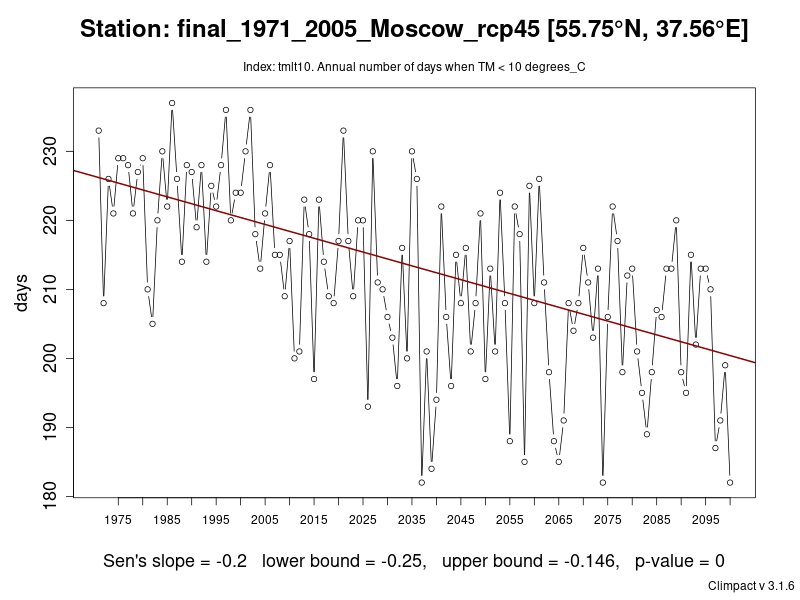 Station: final_1971_2005_Moscow_rcp45 [55.75°N, 37.56°E]
Index: tmlt10. Annual number of days when TM < 10 degrees_C
days
230
220
210
200
190
180
1975 1985 1995 2005 2015 2025 2035 2045 2055 2065 2075 2085 2095
Sen's slope = -0.2 lower bound = -0.25, upper bound = -0.146, p-value = 0
Climpact v 3.1.6